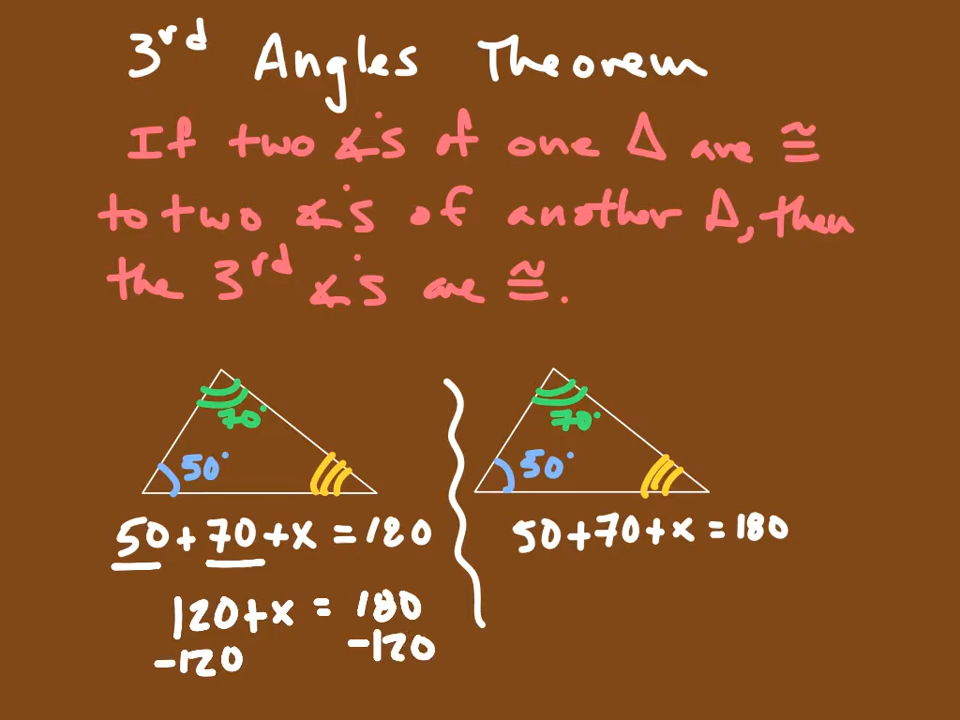 3rd Angles Theorem
If two ∡'s of one Δ are ≅
to two ∡'s of another Δ, then
the 3rd ∡'s are ≅.
70°
50°
70°
50°
50+70+x=180
120+x = 180
-120 -120
50+70+x=180